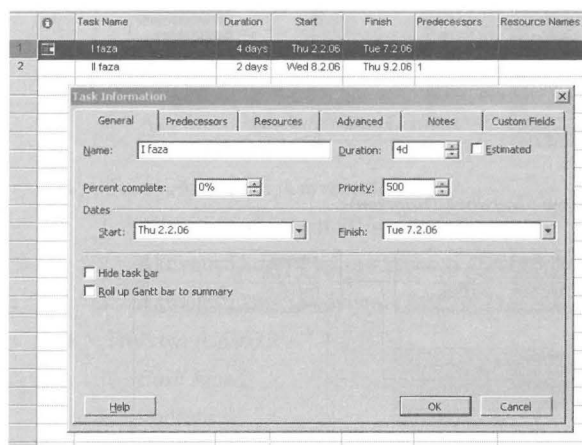 Task Name Duration Start Finish Predecessors Resource Names
1 I faza 4 days Thu 2.2.06 Tue 7.2.06
2 II faza 2 days Wed 8.2.06 Thu 9.2.06 1
Task Information
General Predecessors Resources Advanced Notes Custom Fields
Name: I faza Duration: 4d Estimated
Percent complete: 0% Priority: 500
Dates
Start: Thu 2.2.06 Finish: Tue 7.2.06
Hide task bar
Roll up Gantt bar to summary
Help OK Cancel